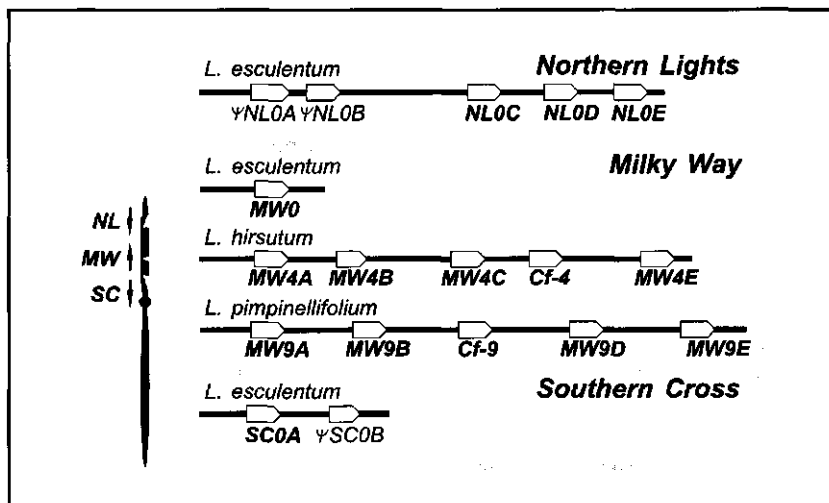 L. esculentum Northern Lights
ΨNL0A ΨNL0B NL0C NL0D NL0E
L. esculentum Milky Way
MW0
NL
MW
SC
L. hirsutum
MW4A MW4B MW4C Cf-4 MW4E
L. pimpinellifolium
MW9A MW9B Cf-9 MW9D MW9E
L. esculentum Southern Cross
SC0A ΨSC0B